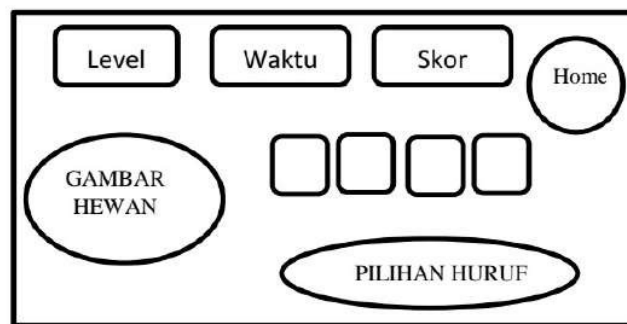 Level
Waktu
Skor
Home
GAMBAR
HEWAN
PILIHAN HURUF